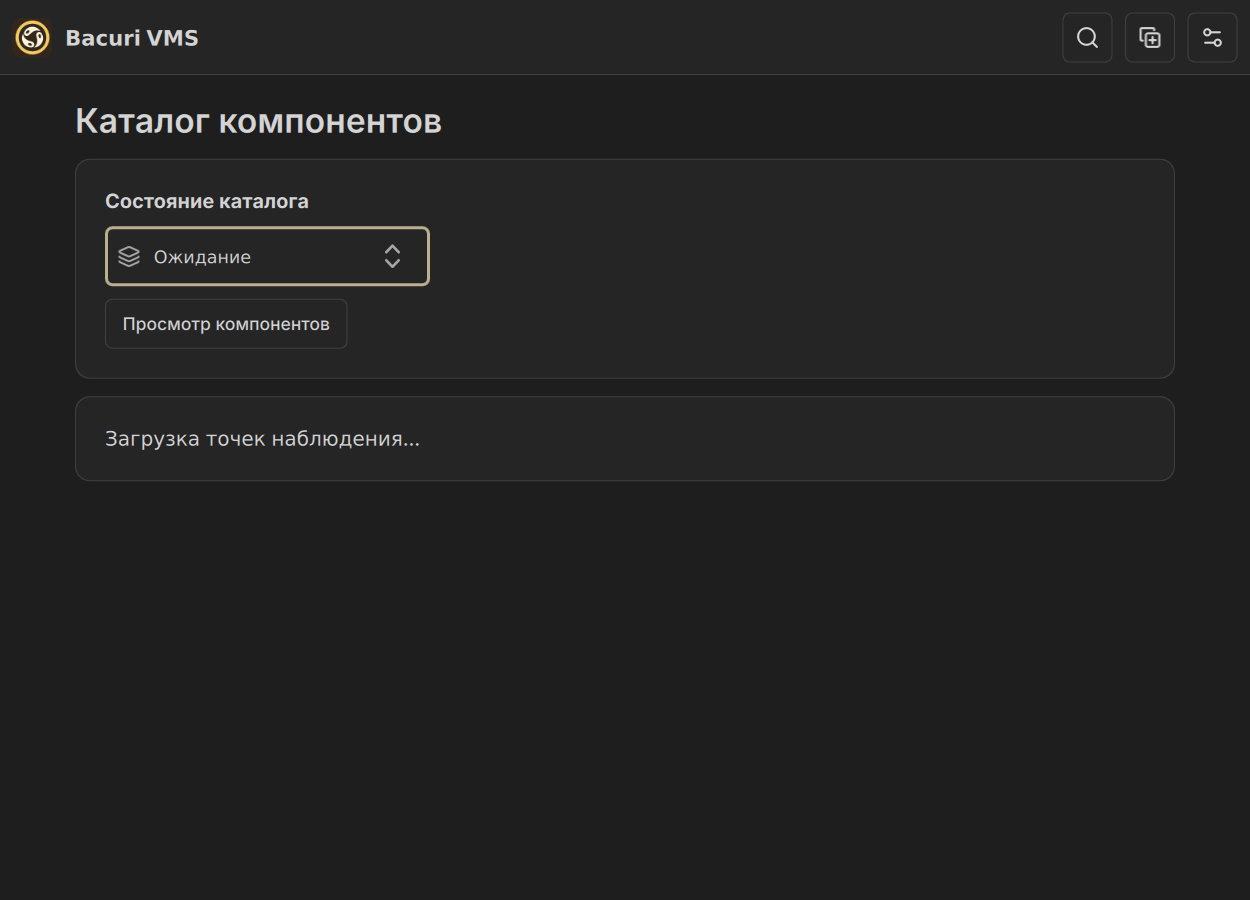 Bacuri VMS
Каталог компонентов
Состояние каталога
Ожидание
Просмотр компонентов
Загрузка точек наблюдения...